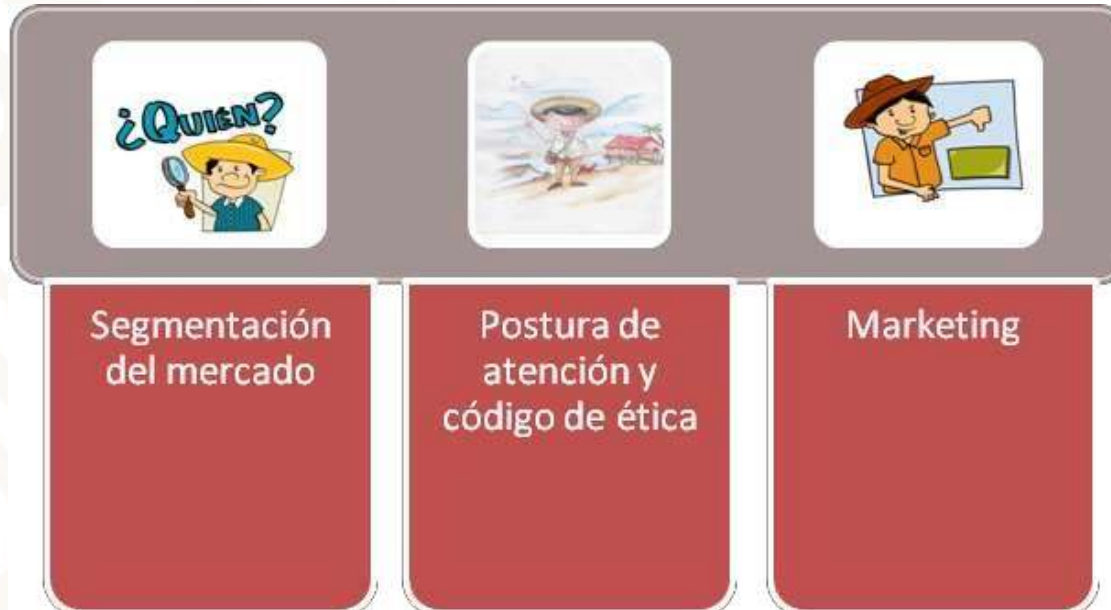 ¿QUIÉN?
Segmentación
del mercado
Postura de
atención y
código de ética
Marketing